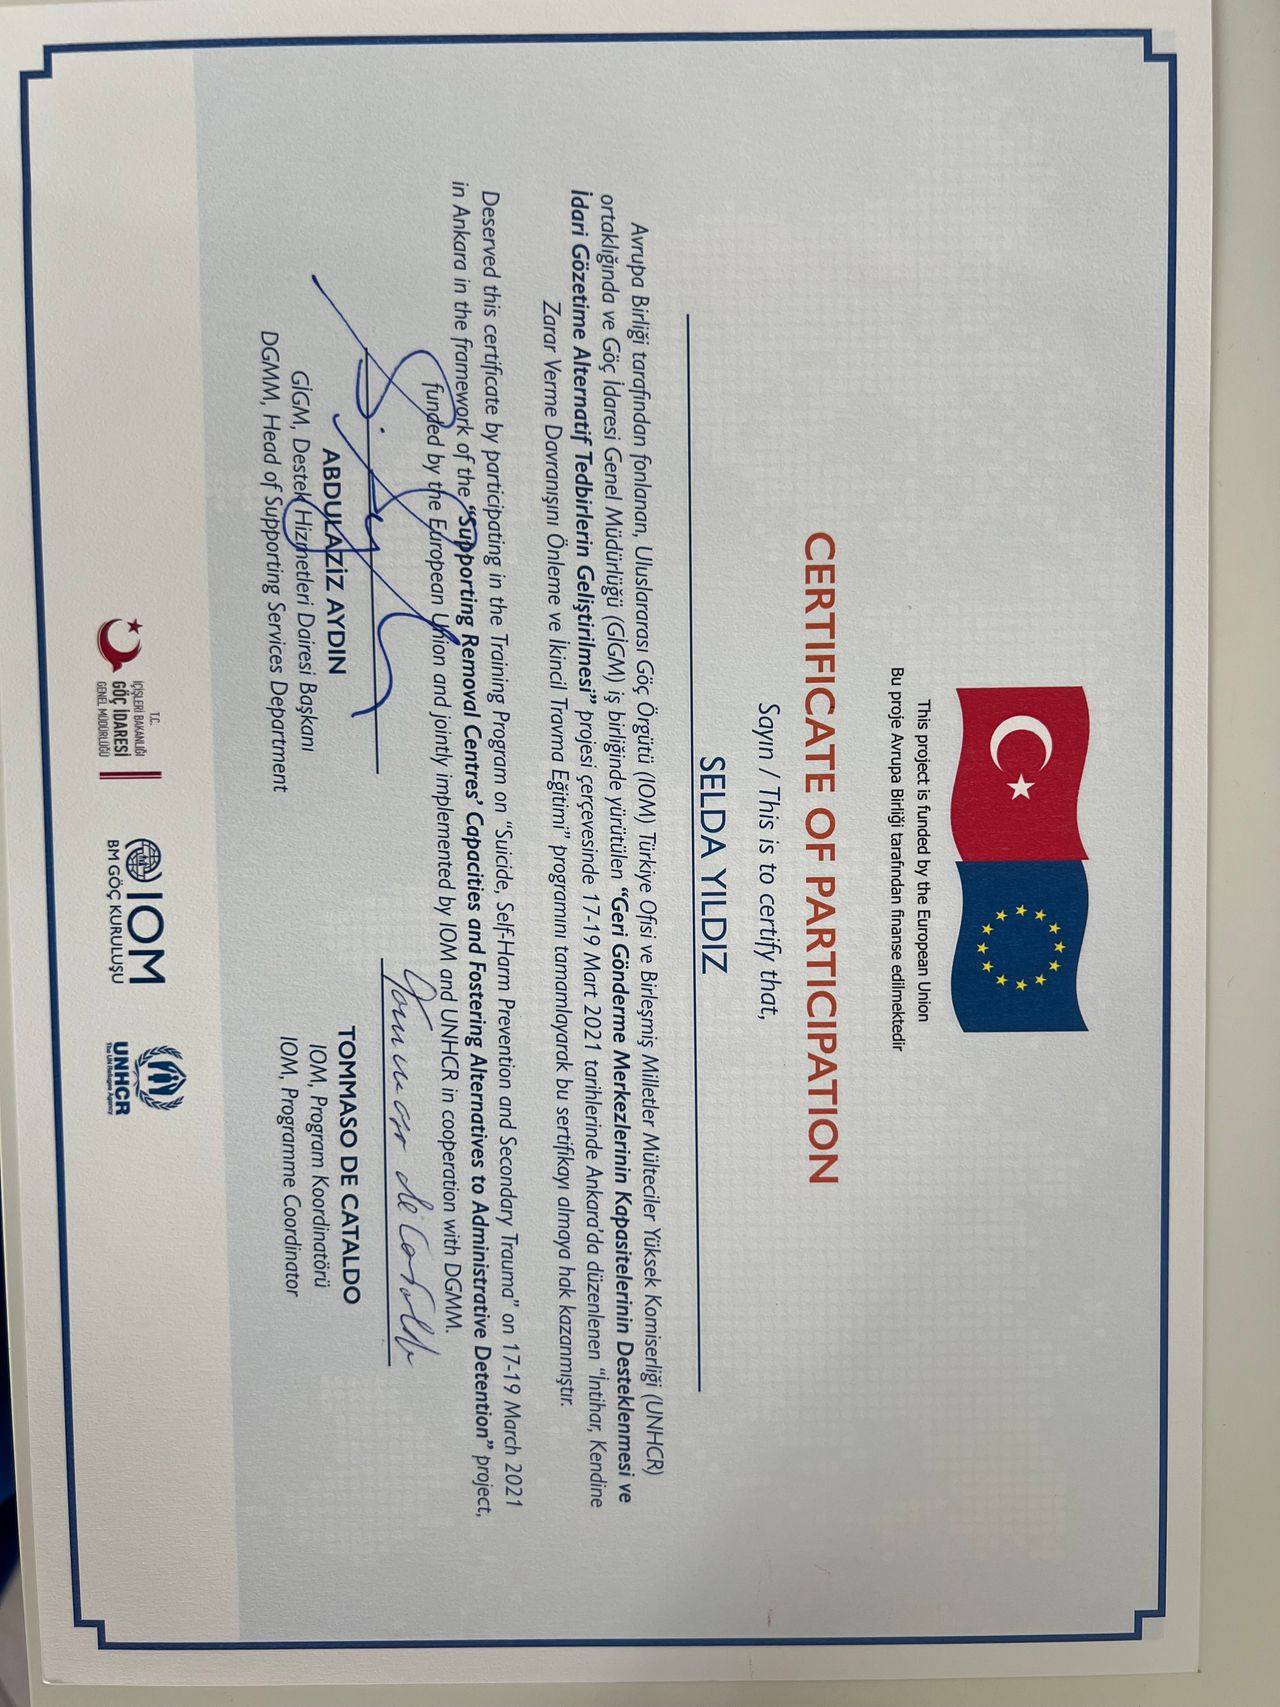 This project is funded by the European Union
Bu proje Avrupa Birliği tarafından finanse edilmektedir
CERTIFICATE OF PARTICIPATION
Sayın / This is to certify that,
SELDA YILDIZ
Avrupa Birliği tarafından fonlanan, Uluslararası Göç Örgütü (IOM) Türkiye Ofisi ve Birleşmiş Milletler Mülteciler Yüksek Komiserliği (UNHCR)
ortaklığında ve Göç İdaresi Genel Müdürlüğü (GİGM) iş birliğinde yürütülen “Geri Gönderme Merkezlerinin Kapasitelerinin Desteklenmesi ve
İdari Gözetime Alternatif Tedbirlerin Geliştirilmesi” projesi çerçevesinde 17-19 Mart 2021 tarihlerinde Ankara'da düzenlenen “İntihar, Kendine
Zarar Verme Davranışını Önleme ve İkincil Travma Eğitimi” programını tamamlayarak bu sertifikayı almaya hak kazanmıştır.
Deserved this certificate by participating in the Training Program on “Suicide, Self-Harm Prevention and Secondary Trauma” on 17-19 March 2021
in Ankara in the framework of the “Supporting Removal Centres' Capacities and Fostering Alternatives to Administrative Detention” project,
funded by the European Union and jointly implemented by IOM and UNHCR in cooperation with DGMM.
Tommaso de Cataldo
ABDULAZİZ AYDIN
GİGM, Destek Hizmetleri Dairesi Başkanı
DGMM, Head of Supporting Services Department
TOMMASO DE CATALDO
IOM, Program Koordinatörü
IOM, Programme Coordinator
T.C.
İÇİŞLERİ BAKANLIĞI
GÖÇ İDARESİ
GENEL MÜDÜRLÜĞÜ
IOM
BM GÖÇ KURULUŞU
UNHCR
The UN Refugee Agency